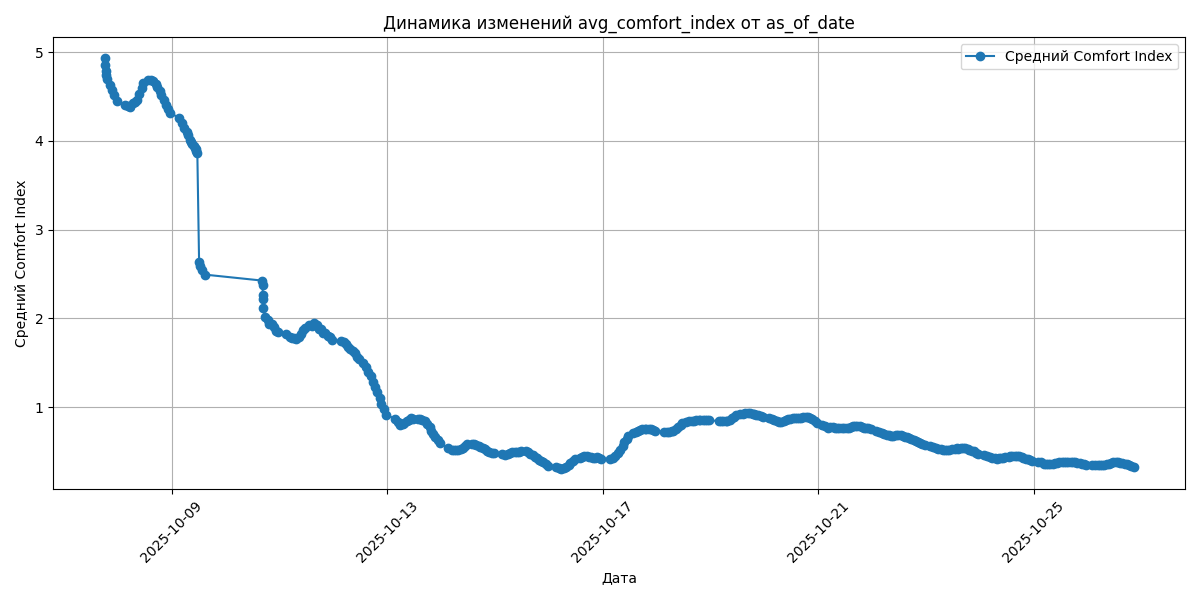 Динамика изменений avg_comfort_index от as_of_date
Средний Comfort Index
Средний Comfort Index
5
4
3
2
1
2025-10-09
2025-10-13
2025-10-17
2025-10-21
2025-10-25
Дата